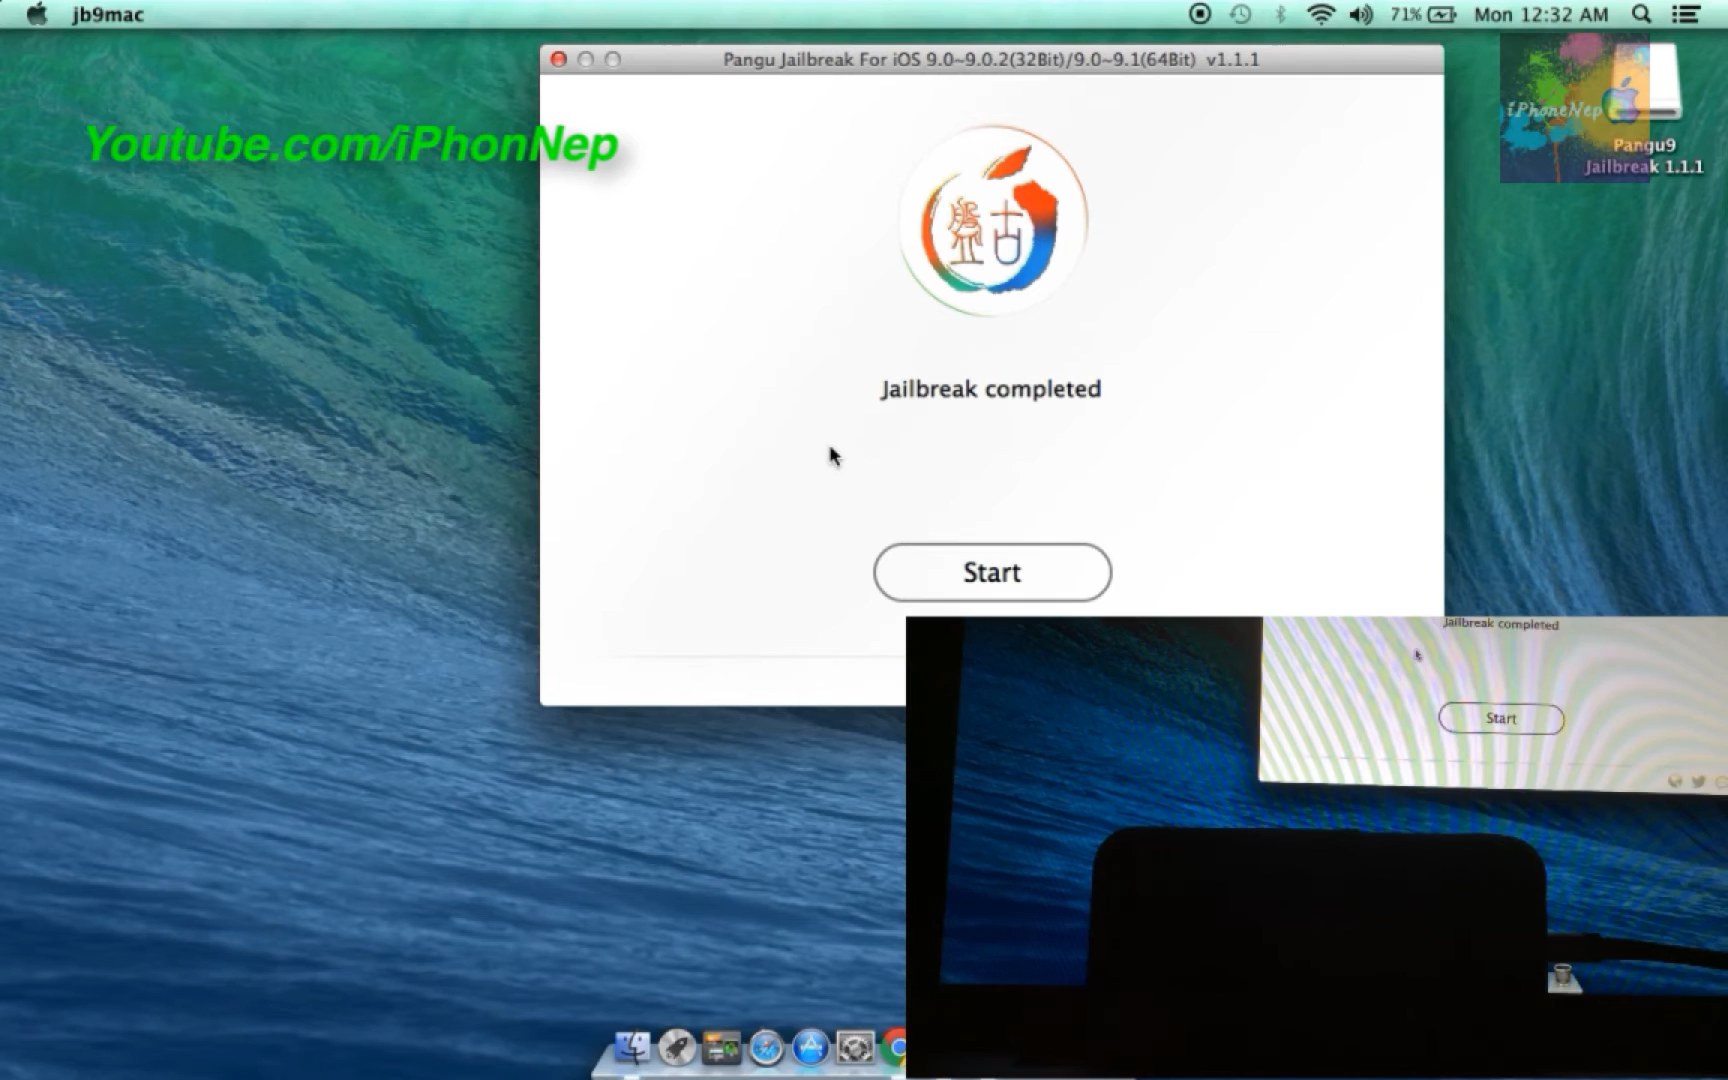 jb9mac
71%
Mon 12:32 AM
Pangu Jailbreak For iOS 9.0~9.0.2(32Bit)/9.0~9.1(64Bit) v1.1.1
Youtube.com/iPhonNep
iPhoneNep
Pangu9
Jailbreak 1.1.1
盤古
Jailbreak completed
Start
Jailbreak completed
Start